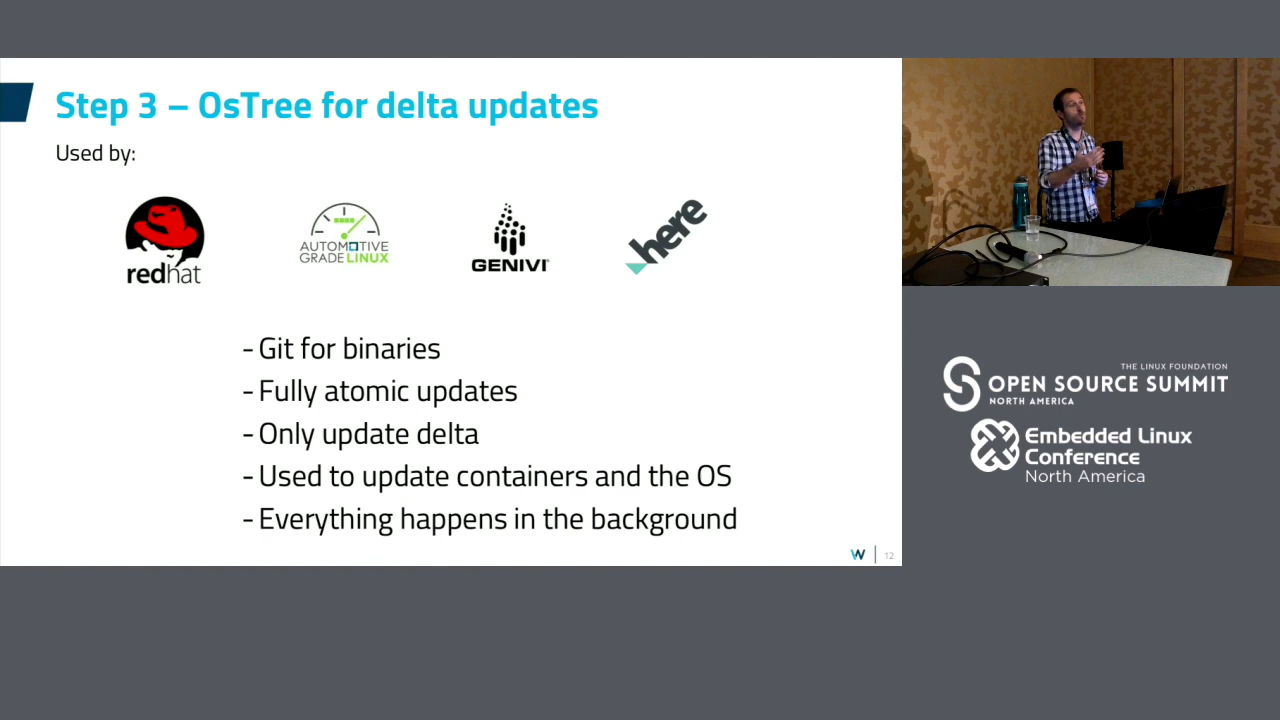 Step 3 – OsTree for delta updates
Used by:
redhat
AUTOMOTIVE
GRADE LINUX
GENIVI
here
- Git for binaries
- Fully atomic updates
- Only update delta
- Used to update containers and the OS
- Everything happens in the background
W
12
THE LINUX FOUNDATION
OPEN SOURCE SUMMIT
NORTH AMERICA
Embedded Linux
Conference
North America